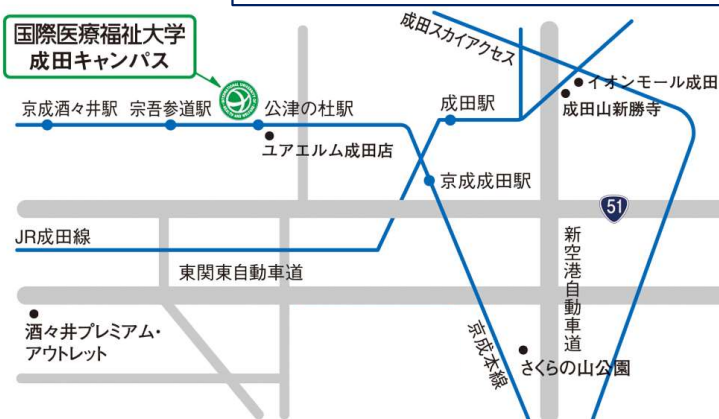 国際医療福祉大学
成田キャンパス
成田スカイアクセス
イオンモール成田
成田山新勝寺
京成酒々井駅
宗吾参道駅
公津の杜駅
成田駅
ユアエルム成田店
京成成田駅
51
JR成田線
東関東自動車道
新空港自動車道
酒々井プレミアム・
アウトレット
京成本線
さくらの山公園